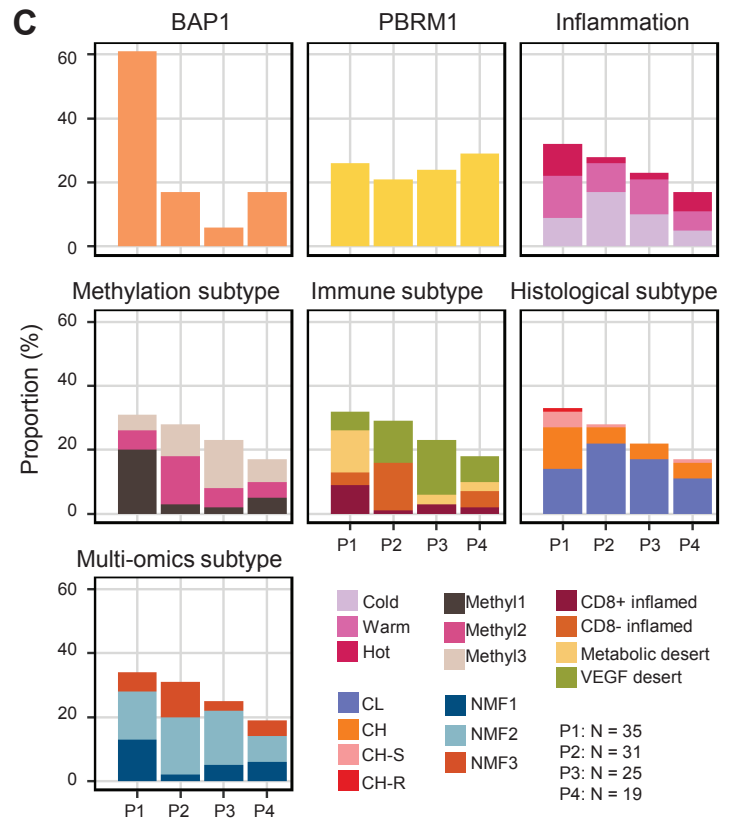 C
BAP1
PBRM1
Inflammation
60
40
20
0
Methylation subtype
Immune subtype
Histological subtype
Proportion (%)
60
40
20
0
P1 P2 P3 P4
P1 P2 P3 P4
Multi-omics subtype
60
40
20
0
P1 P2 P3 P4
Cold
Warm
Hot
Methyl1
Methyl2
Methyl3
CD8+ inflamed
CD8- inflamed
Metabolic desert
VEGF desert
CL
CH
CH-S
CH-R
NMF1
NMF2
NMF3
P1: N = 35
P2: N = 31
P3: N = 25
P4: N = 19